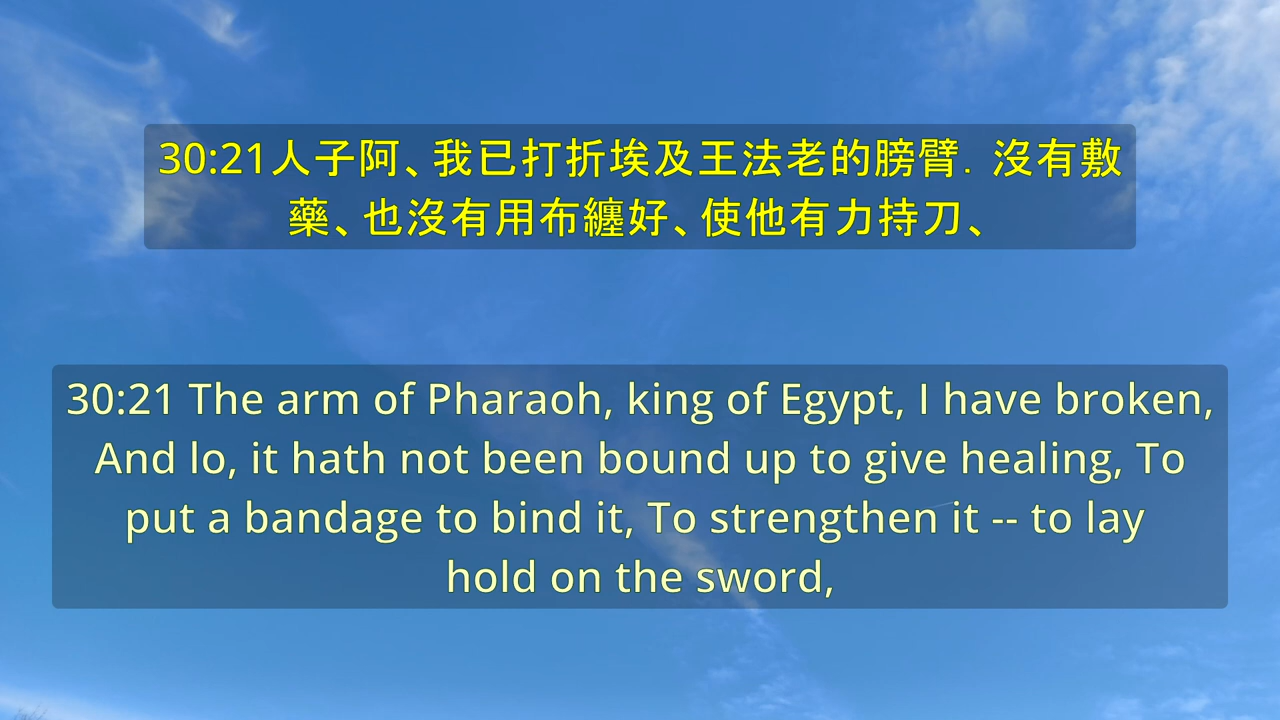 30:21人子阿、我已打折埃及王法老的膀臂．沒有敷
藥、也沒有用布纏好、使他有力持刀、
30:21 The arm of Pharaoh, king of Egypt, I have broken,
And lo, it hath not been bound up to give healing, To
put a bandage to bind it, To strengthen it -- to lay
hold on the sword,